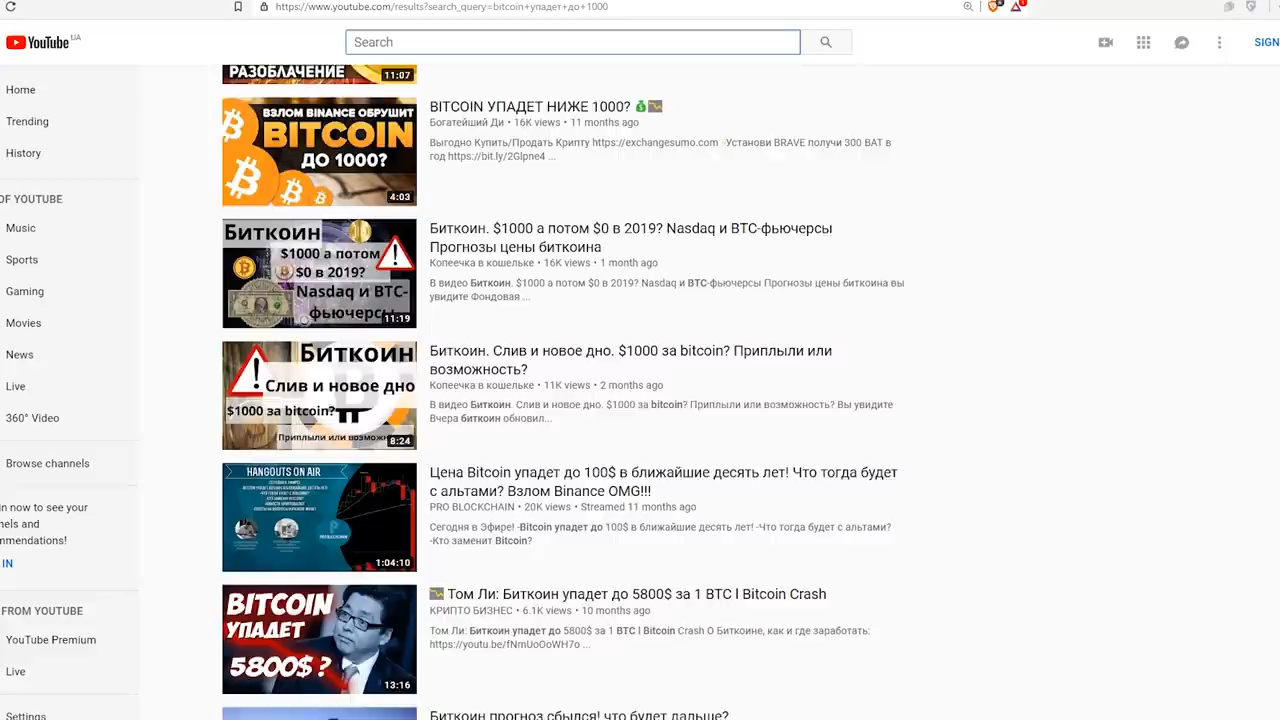 https://www.youtube.com/results?search_query=bitcoin+упадет+до+1000
YouTube UA
Search
SIGN
Home
Trending
History
OF YOUTUBE
Music
Sports
Gaming
Movies
News
Live
360° Video
Browse channels
in now to see your
nels and
mmendations!
IN
FROM YOUTUBE
YouTube Premium
Live
Settings
РАЗОБЛАЧЕНИЕ
11:07
ВЗЛОМ BINANCE ОБРУШИТ
BITCOIN
ДО 1000?
4:03
BITCOIN УПАДЕТ НИЖЕ 1000?
Богатейший Ди • 16K views • 11 months ago
Выгодно Купить/Продать Крипту https://exchangesumo.com Установи BRAVE получи 300 BAT в
год https://bit.ly/2Glpne4 ...
Биткоин
$1000 а потом
$0 в 2019?
Nasdaq и BTC-
фьючерсы
11:19
Биткоин. $1000 а потом $0 в 2019? Nasdaq и BTC-фьючерсы
Прогнозы цены биткоина
Копеечка в кошельке • 16K views • 1 month ago
В видео Биткоин. $1000 а потом $0 в 2019? Nasdaq и BTC-фьючерсы Прогнозы цены биткоина вы
увидите Фондовая ...
Биткоин
Слив и новое дно
$1000 за bitcoin?
Приплыли или возможн
8:24
Биткоин. Слив и новое дно. $1000 за bitcoin? Приплыли или
возможность?
Копеечка в кошельке • 11K views • 2 months ago
В видео Биткоин. Слив и новое дно. $1000 за bitcoin? Приплыли или возможность? Вы увидите
Вчера биткоин обновил...
HANGOUTS ON AIR
1:04:10
Цена Bitcoin упадет до 100$ в ближайшие десять лет! Что тогда будет
с альтами? Взлом Binance OMG!!!
PRO BLOCKCHAIN • 20K views • Streamed 11 months ago
Сегодня в Эфире! -Bitcoin упадет до 100$ в ближайшие десять лет! -Что тогда будет с альтами?
-Кто заменит Bitcoin?
BITCOIN
УПАДЕТ
5800$ ?
13:16
Том Ли: Биткоин упадет до 5800$ за 1 BTC l Bitcoin Crash
КРИПТО БИЗНЕС • 6.1K views • 10 months ago
Том Ли: Биткоин упадет до 5800$ за 1 BTC l Bitcoin Crash О Биткоине, как и где заработать:
https://youtu.be/fNmUoOoWH7o ...
Биткоин прогноз сбылся! что будет дальше?